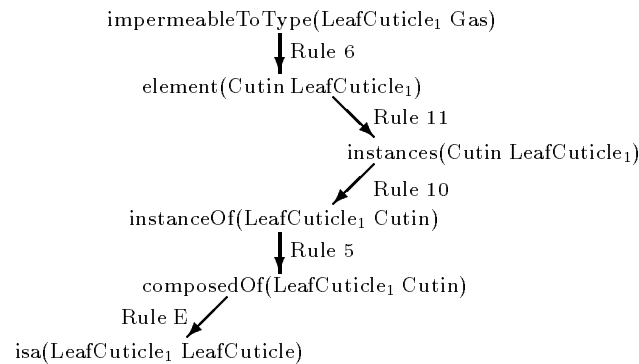 impermeableToType(LeafCuticle₁ Gas)
Rule 6
element(Cutin LeafCuticle₁)
Rule 11
instances(Cutin LeafCuticle₁)
Rule 10
instanceOf(LeafCuticle₁ Cutin)
Rule 5
composedOf(LeafCuticle₁ Cutin)
Rule E
isa(LeafCuticle₁ LeafCuticle)